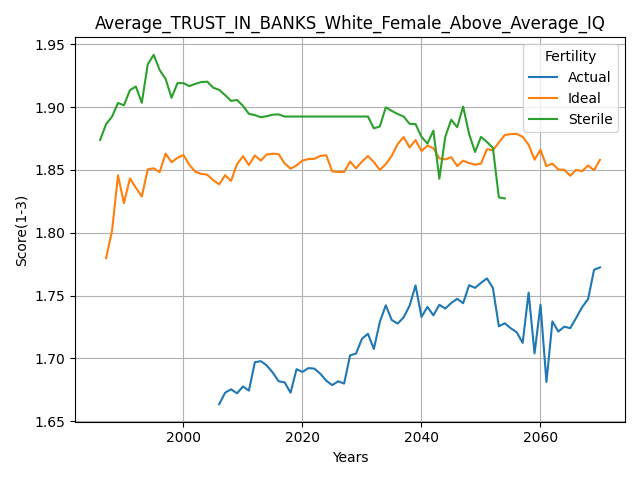 Average_TRUST_IN_BANKS_White_Female_Above_Average_IQ
Fertility
Actual
Ideal
Sterile
Score(1-3)
1.95
1.90
1.85
1.80
1.75
1.70
1.65
2000
2020
2040
2060
Years